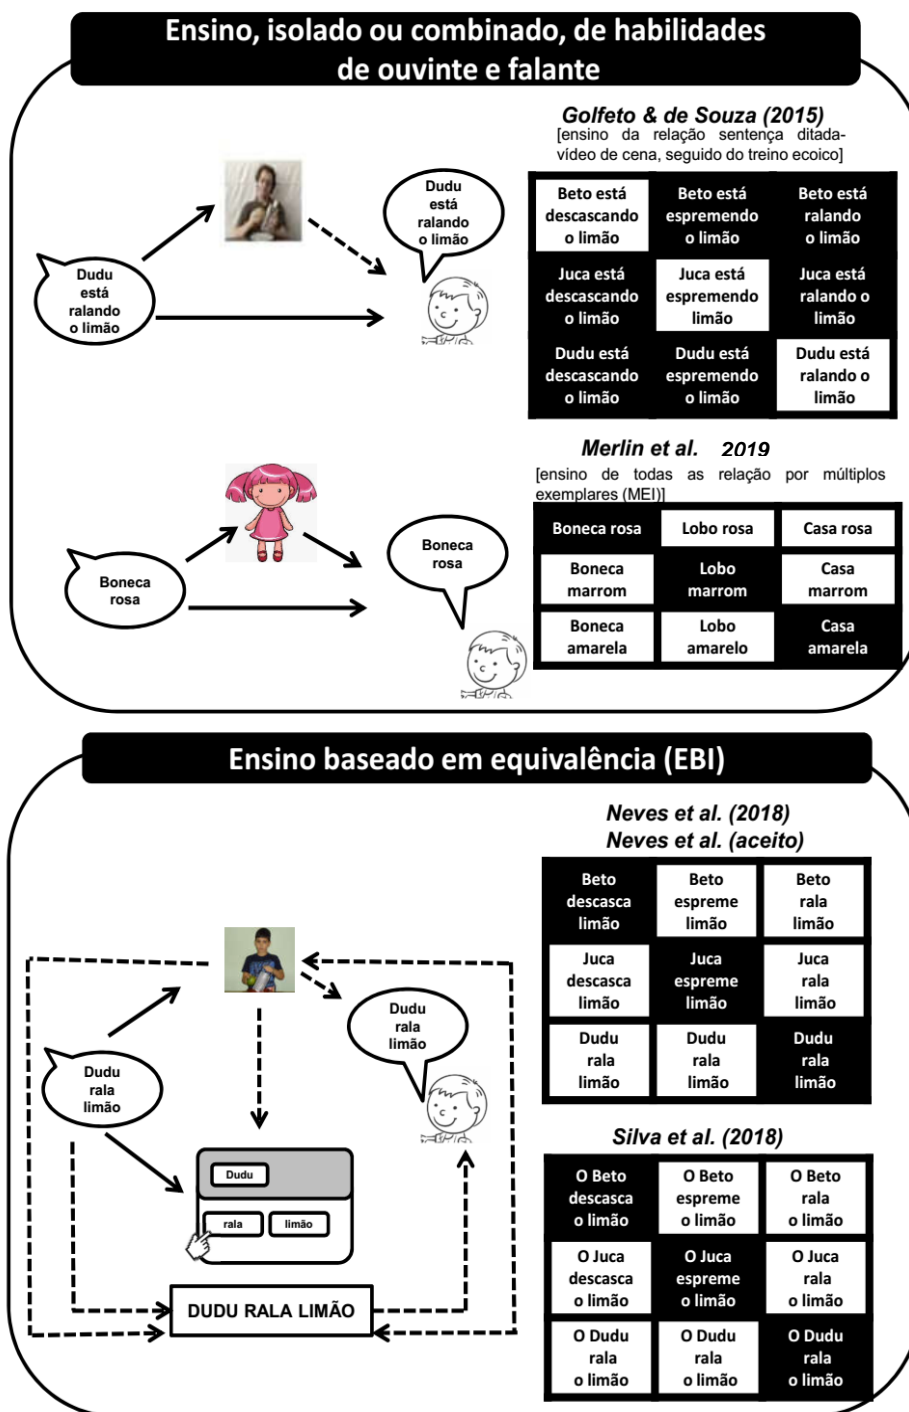 Ensino, isolado ou combinado, de habilidades
de ouvinte e falante
Golfeto & de Souza (2015)
[ensino da relação sentença ditada-
vídeo de cena, seguido do treino ecoico]
Dudu
está
ralando
o limão
Dudu
está
ralando
o limão
Beto está
descascando
o limão
Beto está
espremendo
o limão
Beto está
ralando
o limão
Juca está
descascando
o limão
Juca está
espremendo
limão
Juca está
ralando o
limão
Dudu está
descascando
o limão
Dudu está
espremendo
o limão
Dudu está
ralando o
limão
Merlin et al. 2019
[ensino de todas as relação por múltiplos
exemplares (MEI)]
Boneca
rosa
Boneca
rosa
Boneca rosa
Lobo rosa
Casa rosa
Boneca
marrom
Lobo
marrom
Casa
marrom
Boneca
amarela
Lobo
amarelo
Casa
amarela
Ensino baseado em equivalência (EBI)
Neves et al. (2018)
Neves et al. (aceito)
Dudu
rala
limão
Dudu
rala
limão
Dudu
rala
limão
DUDU RALA LIMÃO
Beto
descasca
limão
Beto
espreme
limão
Beto
rala
limão
Juca
descasca
limão
Juca
espreme
limão
Juca
rala
limão
Dudu
rala
limão
Dudu
rala
limão
Dudu
rala
limão
Silva et al. (2018)
O Beto
descasca
o limão
O Beto
espreme
o limão
O Beto
rala
o limão
O Juca
descasca
o limão
O Juca
espreme
o limão
O Juca
rala
o limão
O Dudu
rala
o limão
O Dudu
rala
o limão
O Dudu
rala
o limão